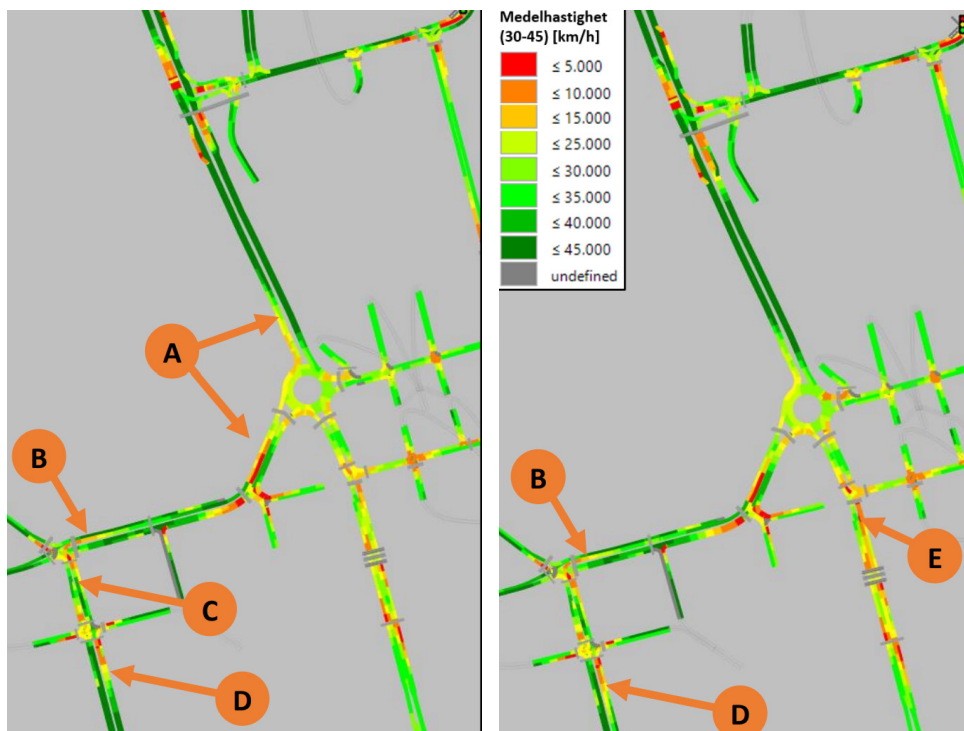 Medelhastighet
(30-45) [km/h]
≤ 5.000
≤ 10.000
≤ 15.000
≤ 25.000
≤ 30.000
≤ 35.000
≤ 40.000
≤ 45.000
undefined
A
B
C
D
B
E
D